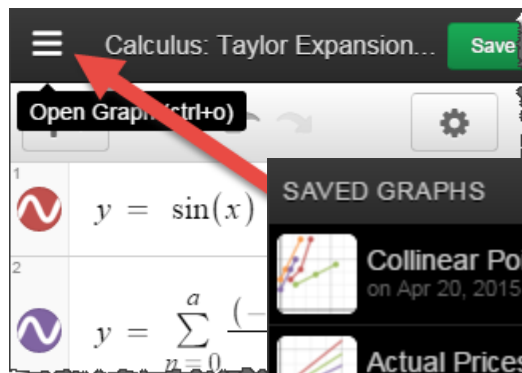 Calculus: Taylor Expansion... Save
Open Graph (ctrl+o)
1
y = sin(x)
2
a
y = ∑ (-
n = 0
SAVED GRAPHS
Collinear Po
on Apr 20, 2015
Actual Prices